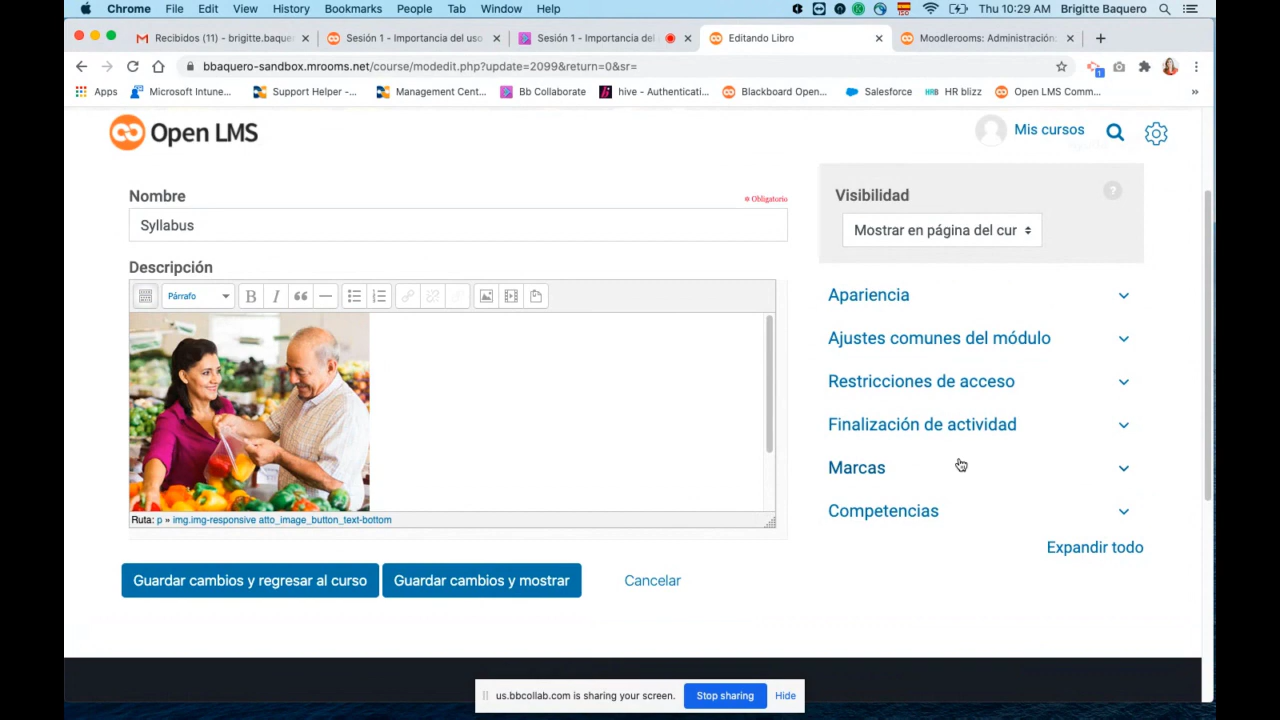 Chrome File Edit View History Bookmarks People Tab Window Help Thu 10:29 AM Brigitte Baquero
Recibidos (11) - brigitte.baque
Sesión 1 - Importancia del uso
Sesión 1 - Importancia del
Editando Libro
Moodlerooms: Administración:
bbaquero-sandbox.mrooms.net/course/modedit.php?update=2099&return=0&sr=
Apps Microsoft Intune... Support Helper -... Management Cent... Bb Collaborate hive - Authenticati... Blackboard Open... Salesforce HRB HR blizz Open LMS Comm... »
Open LMS
Mis cursos
Nombre
Obligatorio
Syllabus
Descripción
Párrafo
B I
Ruta: p » img.img-responsive atto_image_button_text-bottom
Guardar cambios y regresar al curso
Guardar cambios y mostrar
Cancelar
Visibilidad
?
Mostrar en página del cur
Apariencia
Ajustes comunes del módulo
Restricciones de acceso
Finalización de actividad
Marcas
Competencias
Expandir todo
us.bbcollab.com is sharing your screen. Stop sharing Hide